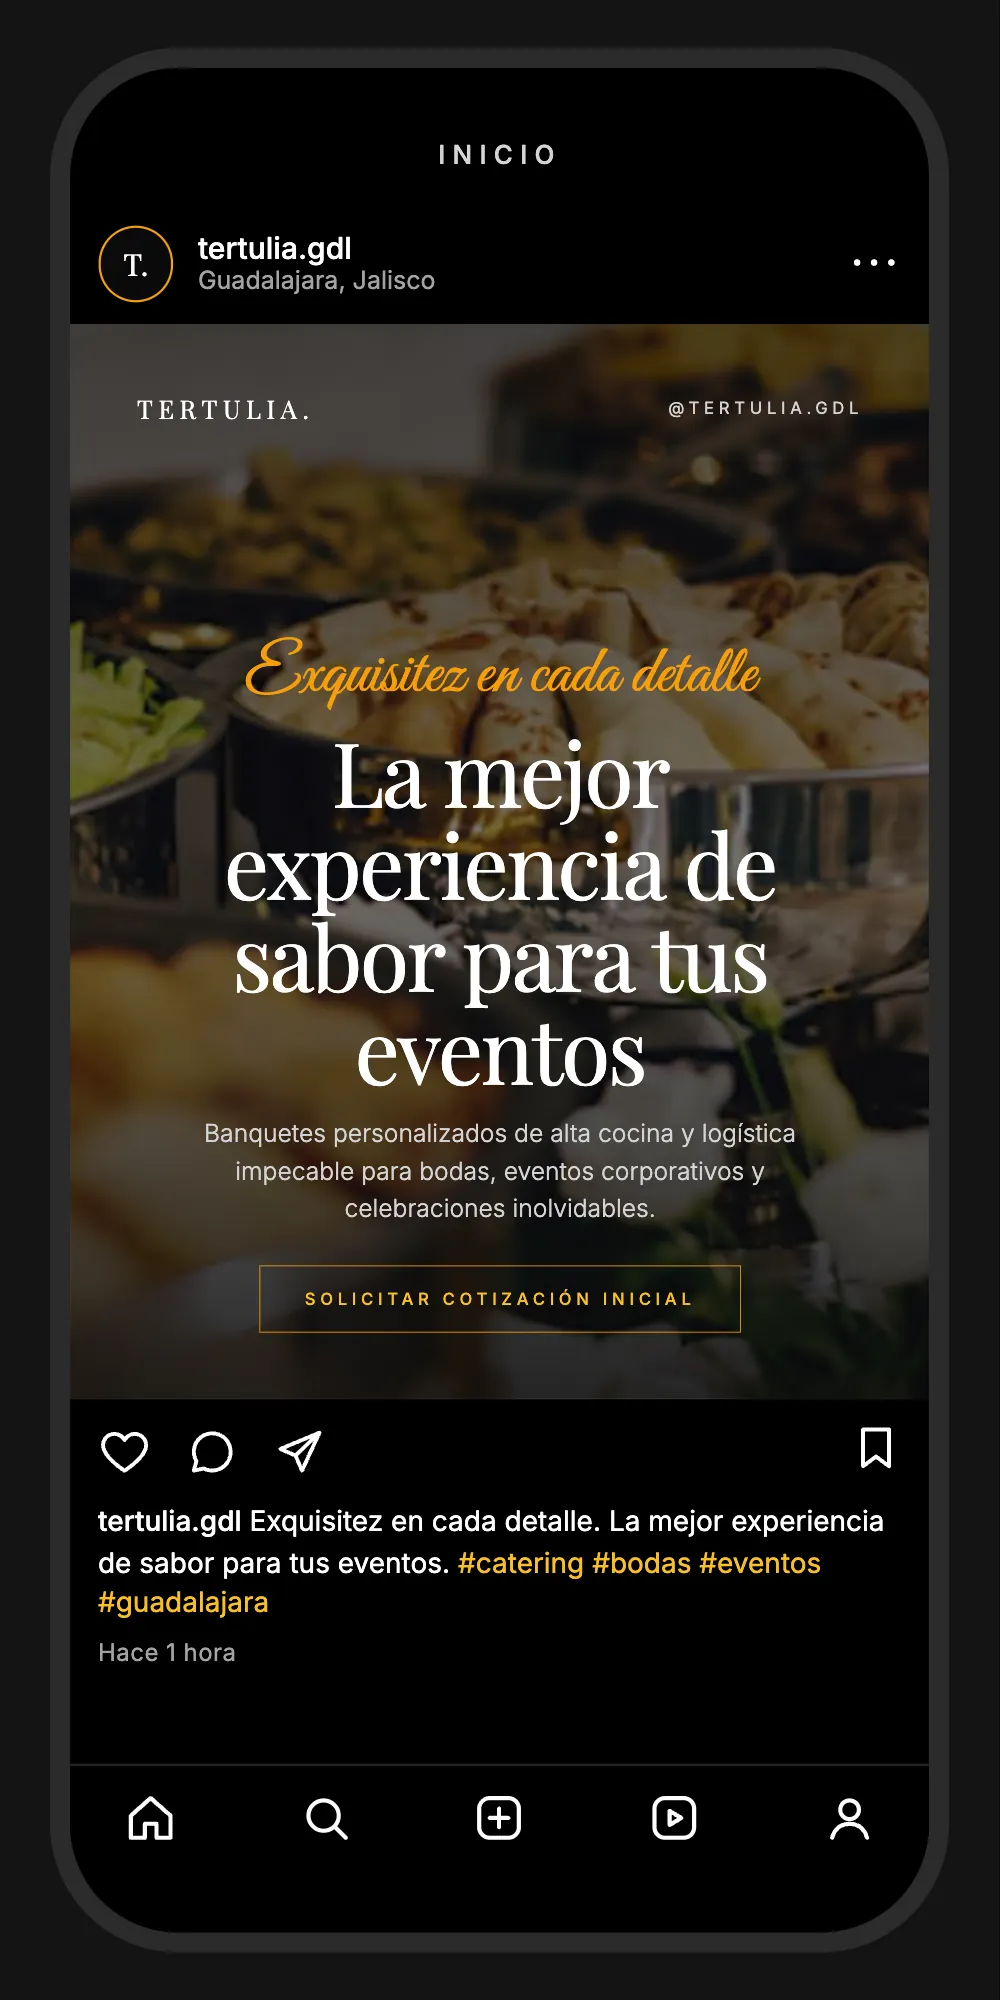 INICIO
T.
tertulia.gdl
Guadalajara, Jalisco
TERTULIA.
@TERTULIA.GDL
Exquisitez en cada detalle
La mejor
experiencia de
sabor para tus
eventos
Banquetes personalizados de alta cocina y logística
impecable para bodas, eventos corporativos y
celebraciones inolvidables.
SOLICITAR COTIZACIÓN INICIAL
tertulia.gdl Exquisitez en cada detalle. La mejor experiencia
de sabor para tus eventos. #catering #bodas #eventos
#guadalajara
Hace 1 hora